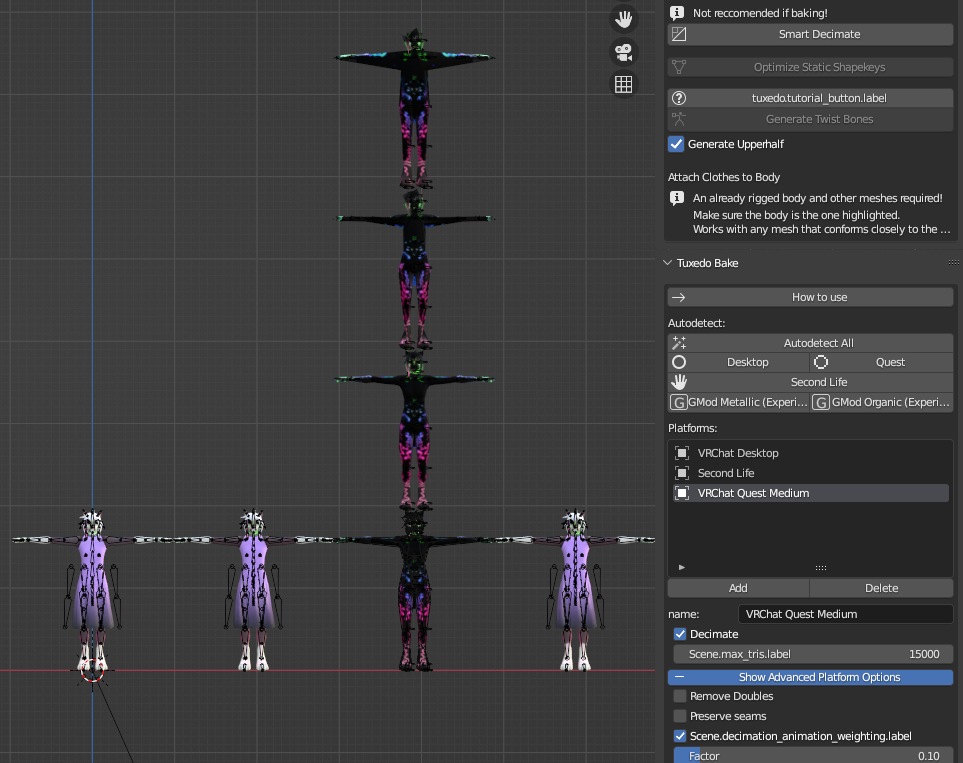 Not reccomended if baking!
Smart Decimate
Optimize Static Shapekeys
tuxedo.tutorial_button.label
Generate Twist Bones
Generate Upperhalf
Attach Clothes to Body
An already rigged body and other meshes required!
Make sure the body is the one highlighted.
Works with any mesh that conforms closely to the ...
Tuxedo Bake
How to use
Autodetect:
Autodetect All
Desktop Quest
Second Life
GMod Metallic (Experi... GMod Organic (Experi...
Platforms:
VRChat Desktop
Second Life
VRChat Quest Medium
Add Delete
name: VRChat Quest Medium
Decimate
Scene.max_tris.label 15000
Show Advanced Platform Options
Remove Doubles
Preserve seams
Scene.decimation_animation_weighting.label
Factor 0.10